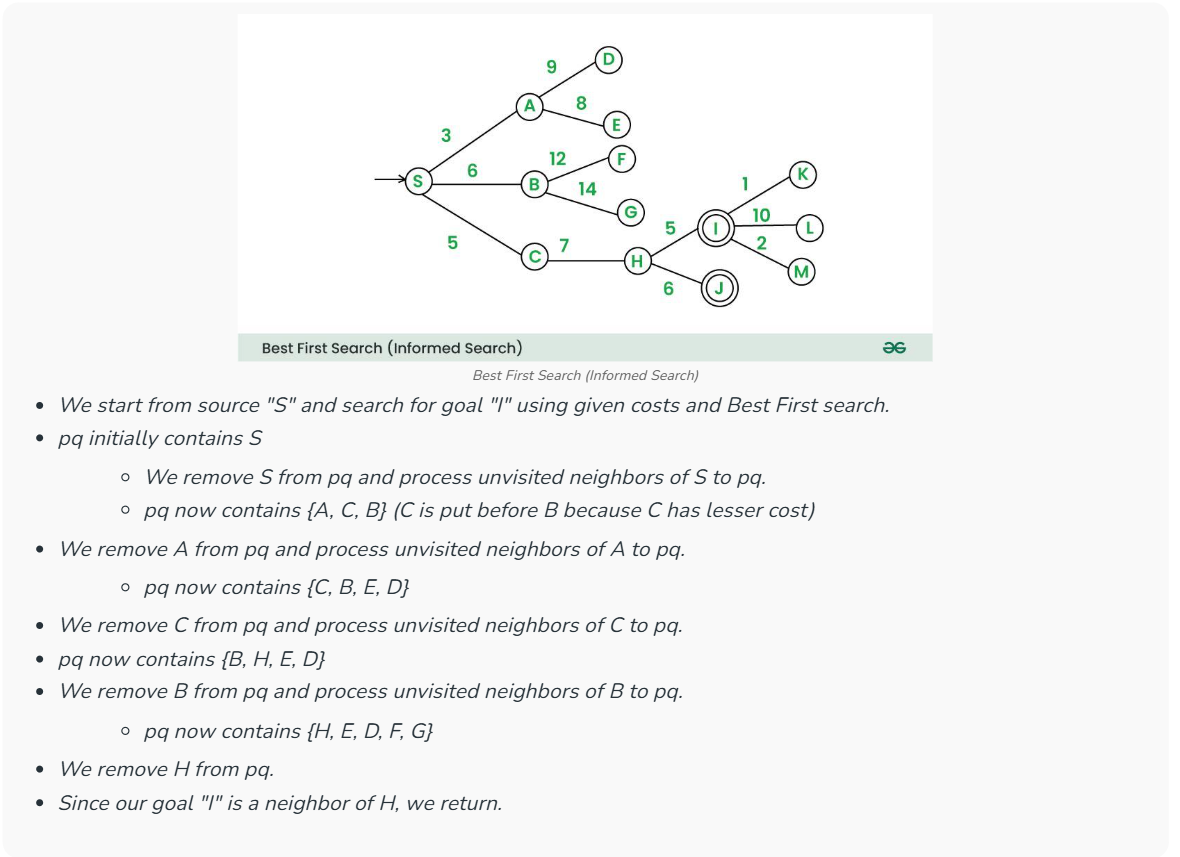 D
9
A
8
E
3
12
F
S
6
B
14
G
1
K
5
I
10
L
2
M
5
C
7
H
6
J
Best First Search (Informed Search)
Best First Search (Informed Search)
We start from source "S" and search for goal "I" using given costs and Best First search.
pq initially contains S
We remove S from pq and process unvisited neighbors of S to pq.
pq now contains {A, C, B} (C is put before B because C has lesser cost)
We remove A from pq and process unvisited neighbors of A to pq.
pq now contains {C, B, E, D}
We remove C from pq and process unvisited neighbors of C to pq.
pq now contains {B, H, E, D}
We remove B from pq and process unvisited neighbors of B to pq.
pq now contains {H, E, D, F, G}
We remove H from pq.
Since our goal "I" is a neighbor of H, we return.